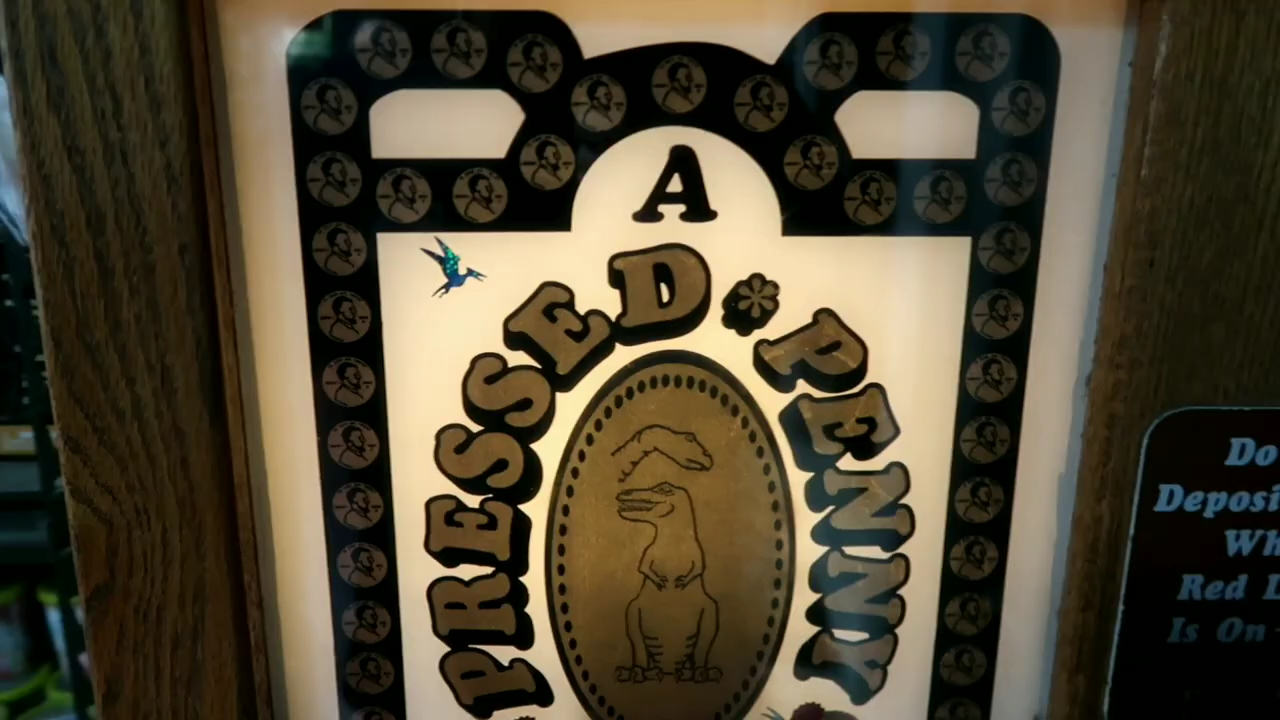 A
PRESSED PENNY
Do
Deposi
Wh
Red
Is On